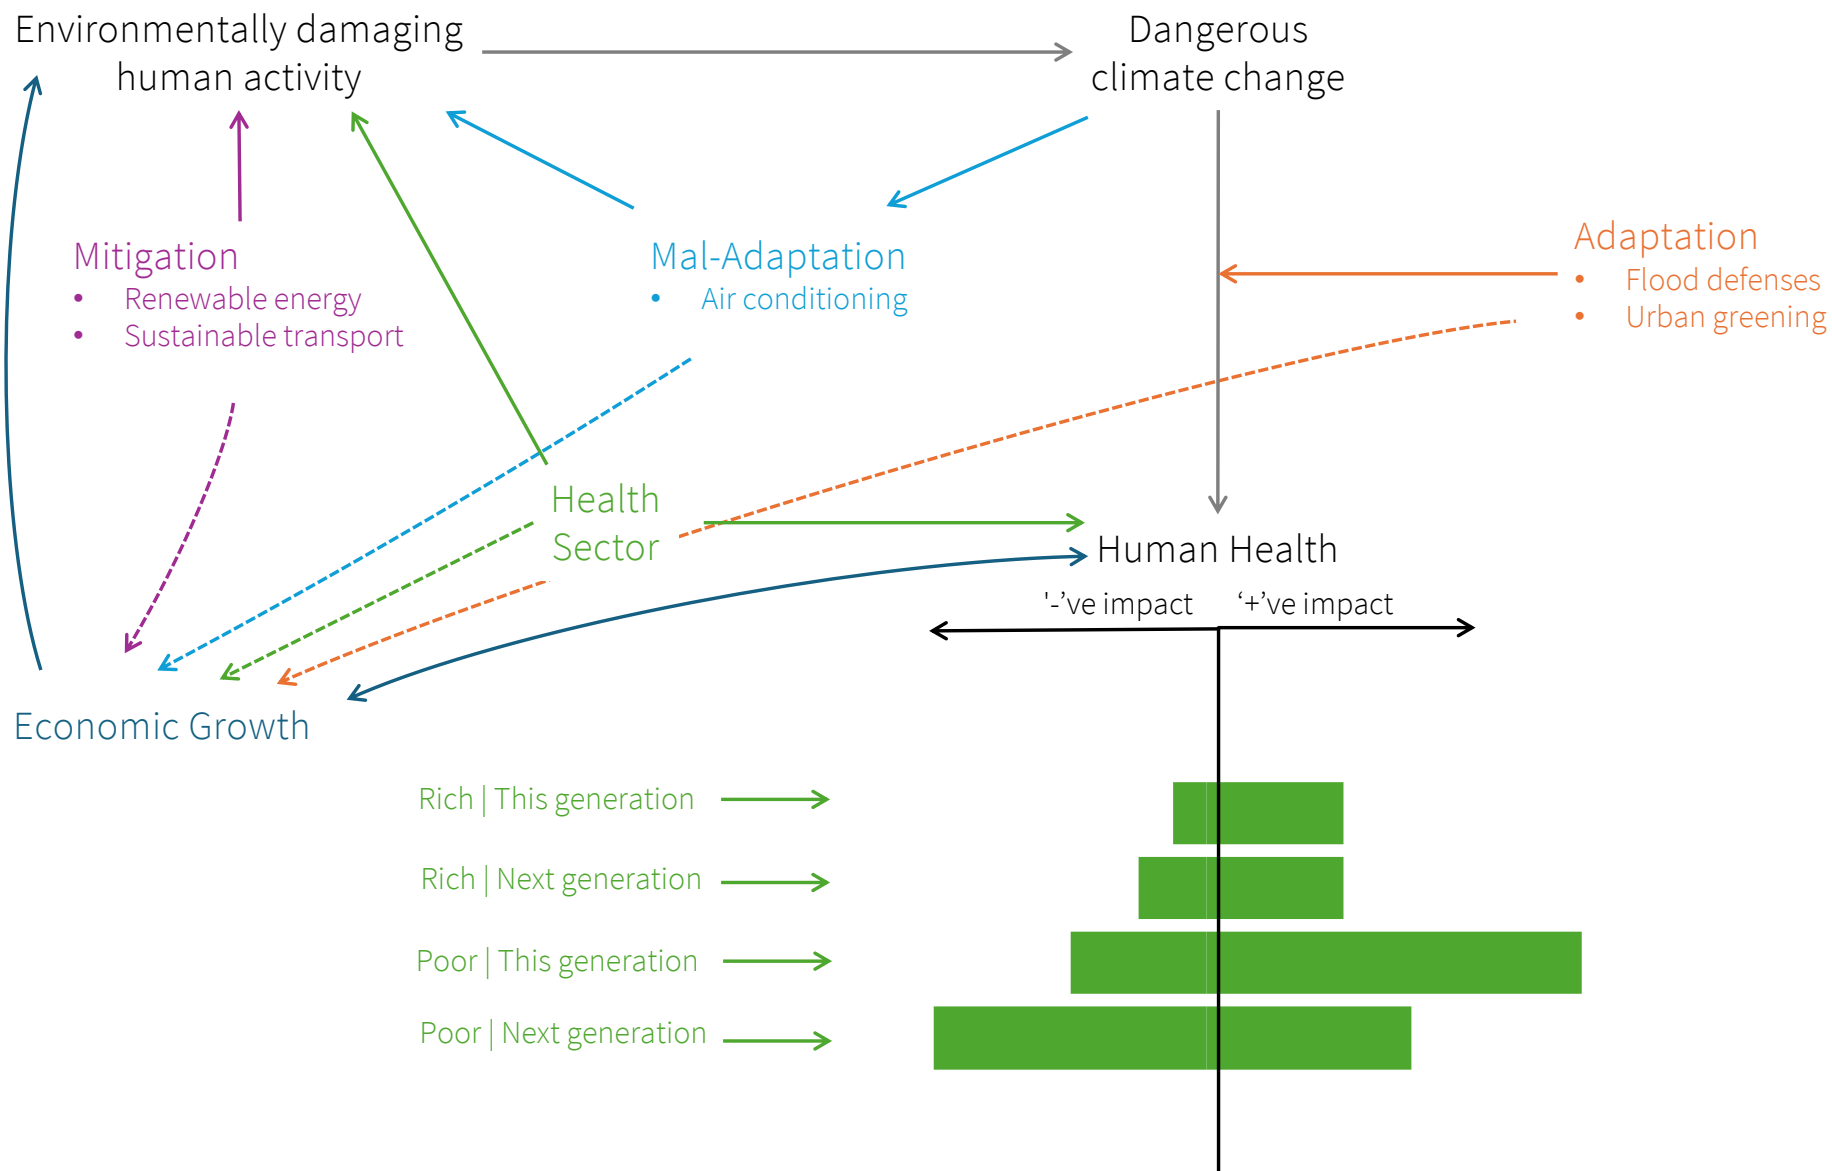 Environmentally damaging
human activity
Dangerous
climate change
Mitigation
• Renewable energy
• Sustainable transport
Mal-Adaptation
• Air conditioning
Adaptation
• Flood defenses
• Urban greening
Health
Sector
Human Health
'-’ve impact
‘+’ve impact
Economic Growth
Rich | This generation
Rich | Next generation
Poor | This generation
Poor | Next generation